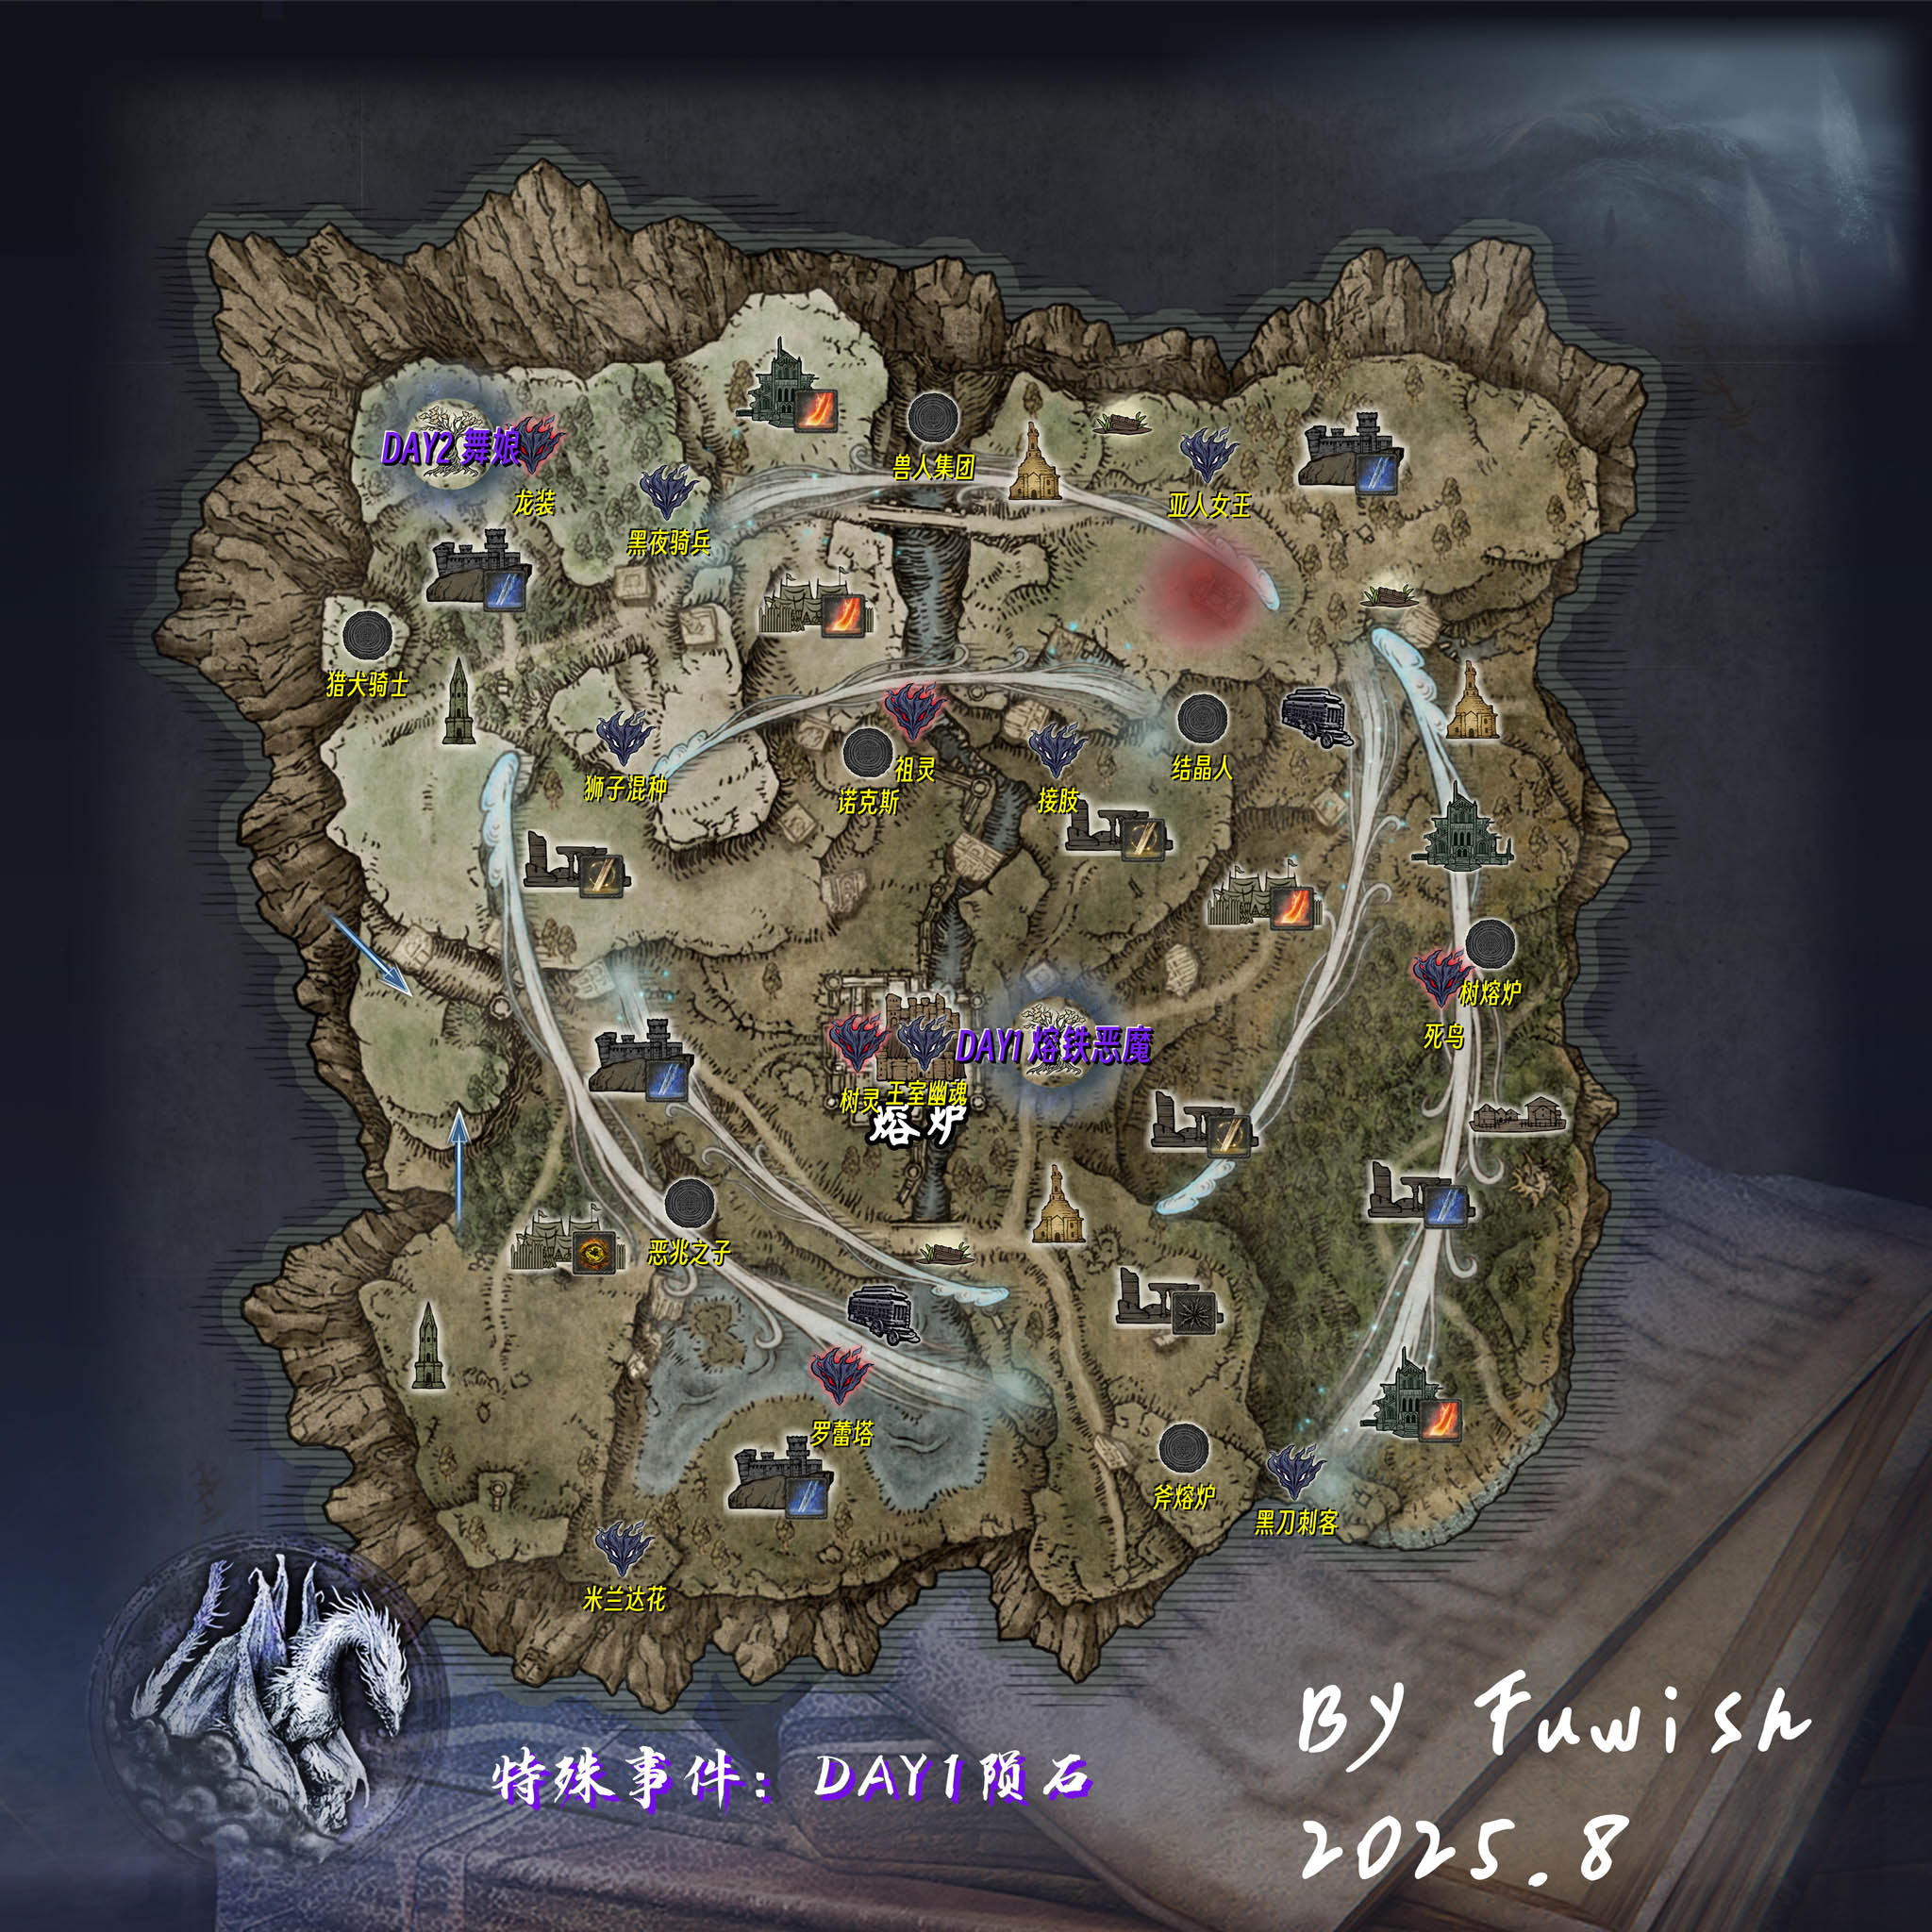 DAY2 舞娘
龙装
黑夜骑兵
兽人集团
亚人女王
猎犬骑士
狮子混种
祖灵
诺克斯
接肢
结晶人
树熔炉
死鸟
DAY1 熔铁恶魔
树灵
王室幽魂
熔炉
恶兆之子
罗蕾塔
斧熔炉
黑刀刺客
米兰达花
特殊事件：DAY1陨石
By Fuwish
2025.8